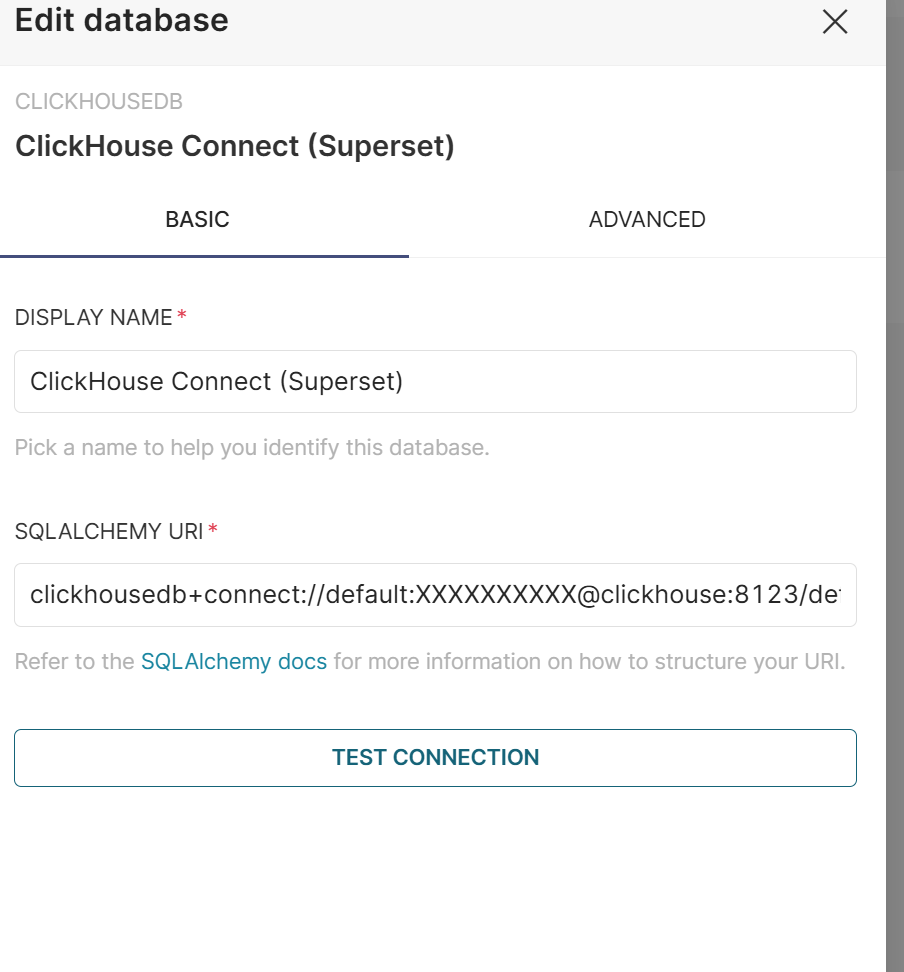 Edit database
CLICKHOUSEDB
ClickHouse Connect (Superset)
BASIC
ADVANCED
DISPLAY NAME *
ClickHouse Connect (Superset)
Pick a name to help you identify this database.
SQLALCHEMY URI *
clickhousedb+connect://default:XXXXXXXXXX@clickhouse:8123/de
Refer to the SQLAlchemy docs for more information on how to structure your URI.
TEST CONNECTION